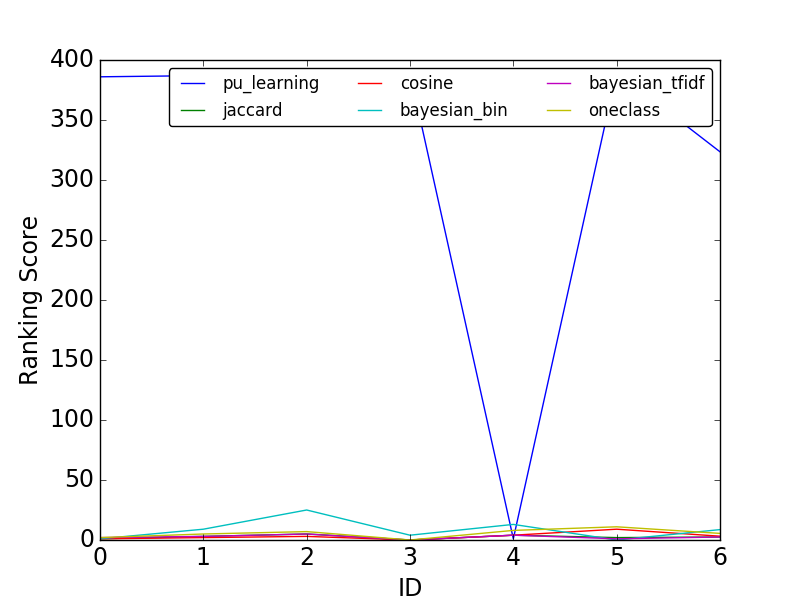 400
350
300
250
200
150
100
50
0
Ranking Score
pu_learning cosine bayesian_tfidf
jaccard bayesian_bin oneclass
0 1 2 3 4 5 6
ID